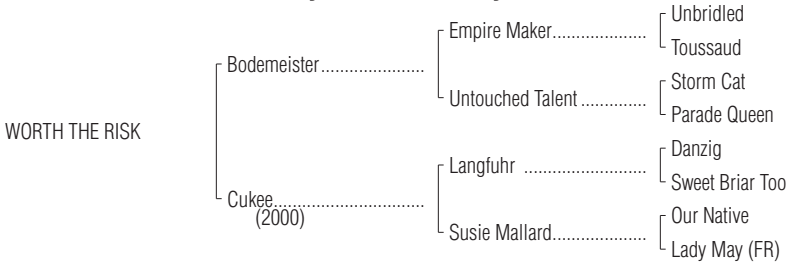 Unbridled
Empire Maker.....................
Toussaud
Bodemeister.......................
Storm Cat
Untouched Talent ...............
Parade Queen
WORTH THE RISK
Danzig
Langfuhr ...........................
Sweet Briar Too
Cukee.................................
(2000)
Our Native
Susie Mallard.....................
Lady May (FR)